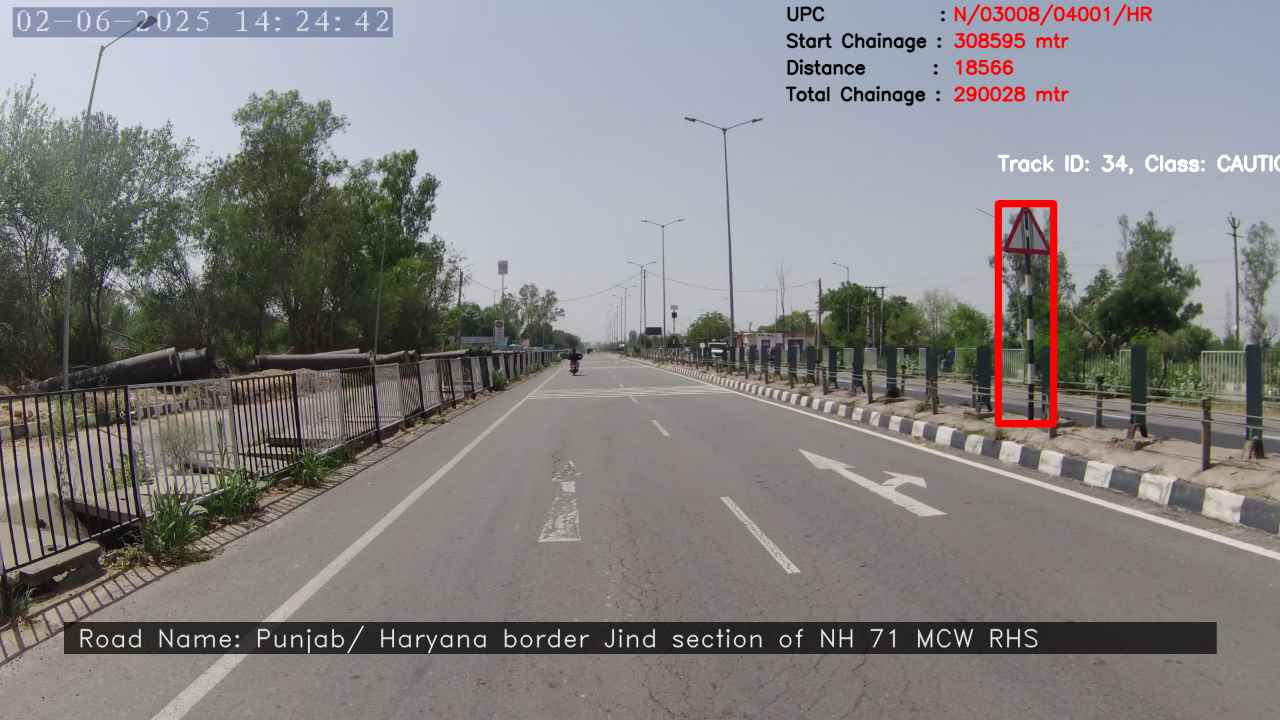 02-06-2025 14:24:42
UPC : N/03008/04001/HR
Start Chainage : 308595 mtr
Distance : 18566
Total Chainage : 290028 mtr
Track ID: 34, Class: CAUTIO
Road Name: Punjab/ Haryana border Jind section of NH 71 MCW RHS